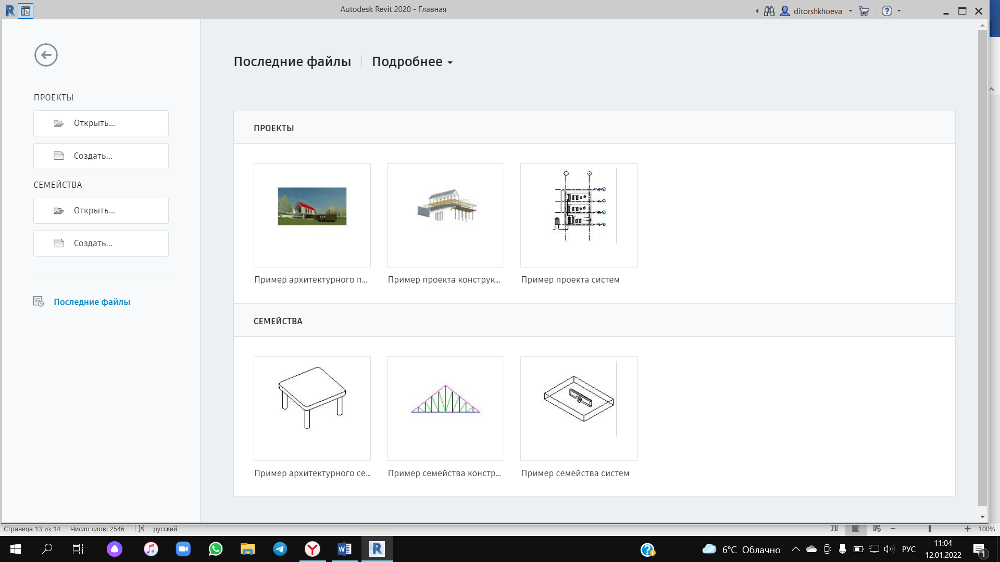 Autodesk Revit 2020 - Главная
ditorshkhoeva
Последние файлы
Подробнее
ПРОЕКТЫ
Открыть...
Создать...
СЕМЕЙСТВА
Открыть...
Создать...
Последние файлы
ПРОЕКТЫ
Пример архитектурного п...
Пример проекта конструк...
Пример проекта систем
СЕМЕЙСТВА
Пример архитектурного се...
Пример семейства констр...
Пример семейства систем
Страница 13 из 14
Число слов: 2546
русский
100%
6°C Облачно
РУС
11:04
12.01.2022
1